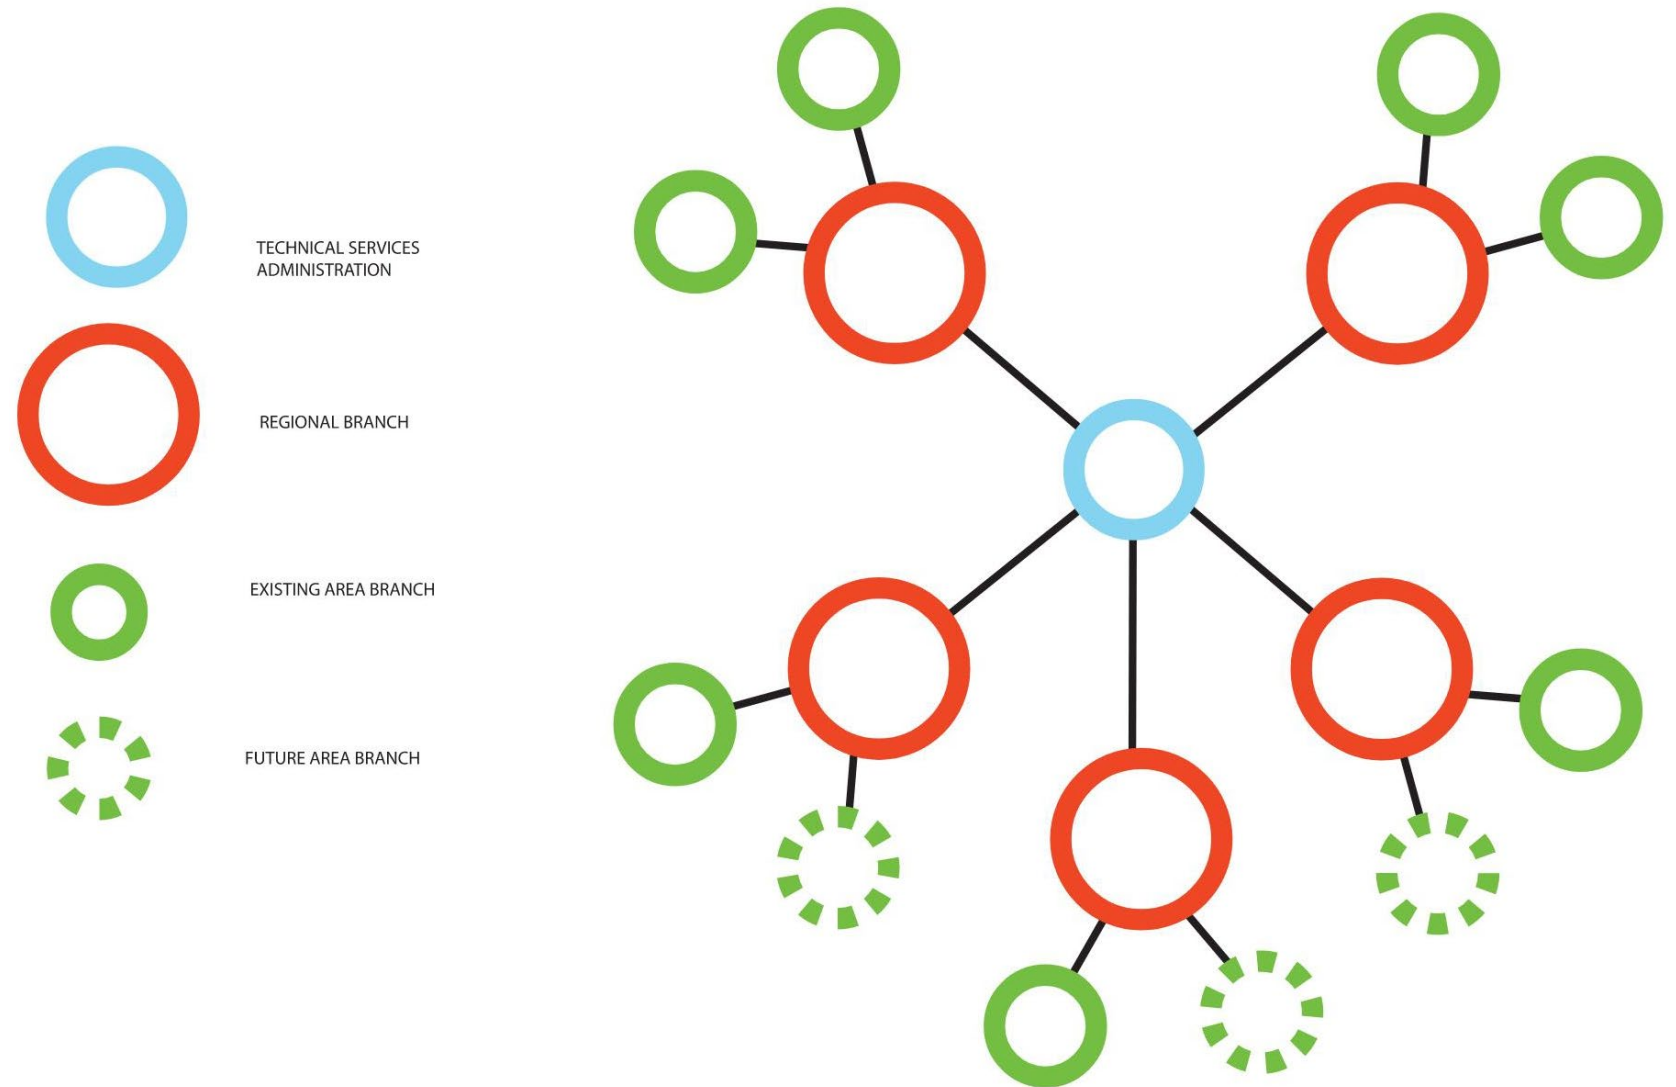 TECHNICAL SERVICES
ADMINISTRATION
REGIONAL BRANCH
EXISTING AREA BRANCH
FUTURE AREA BRANCH